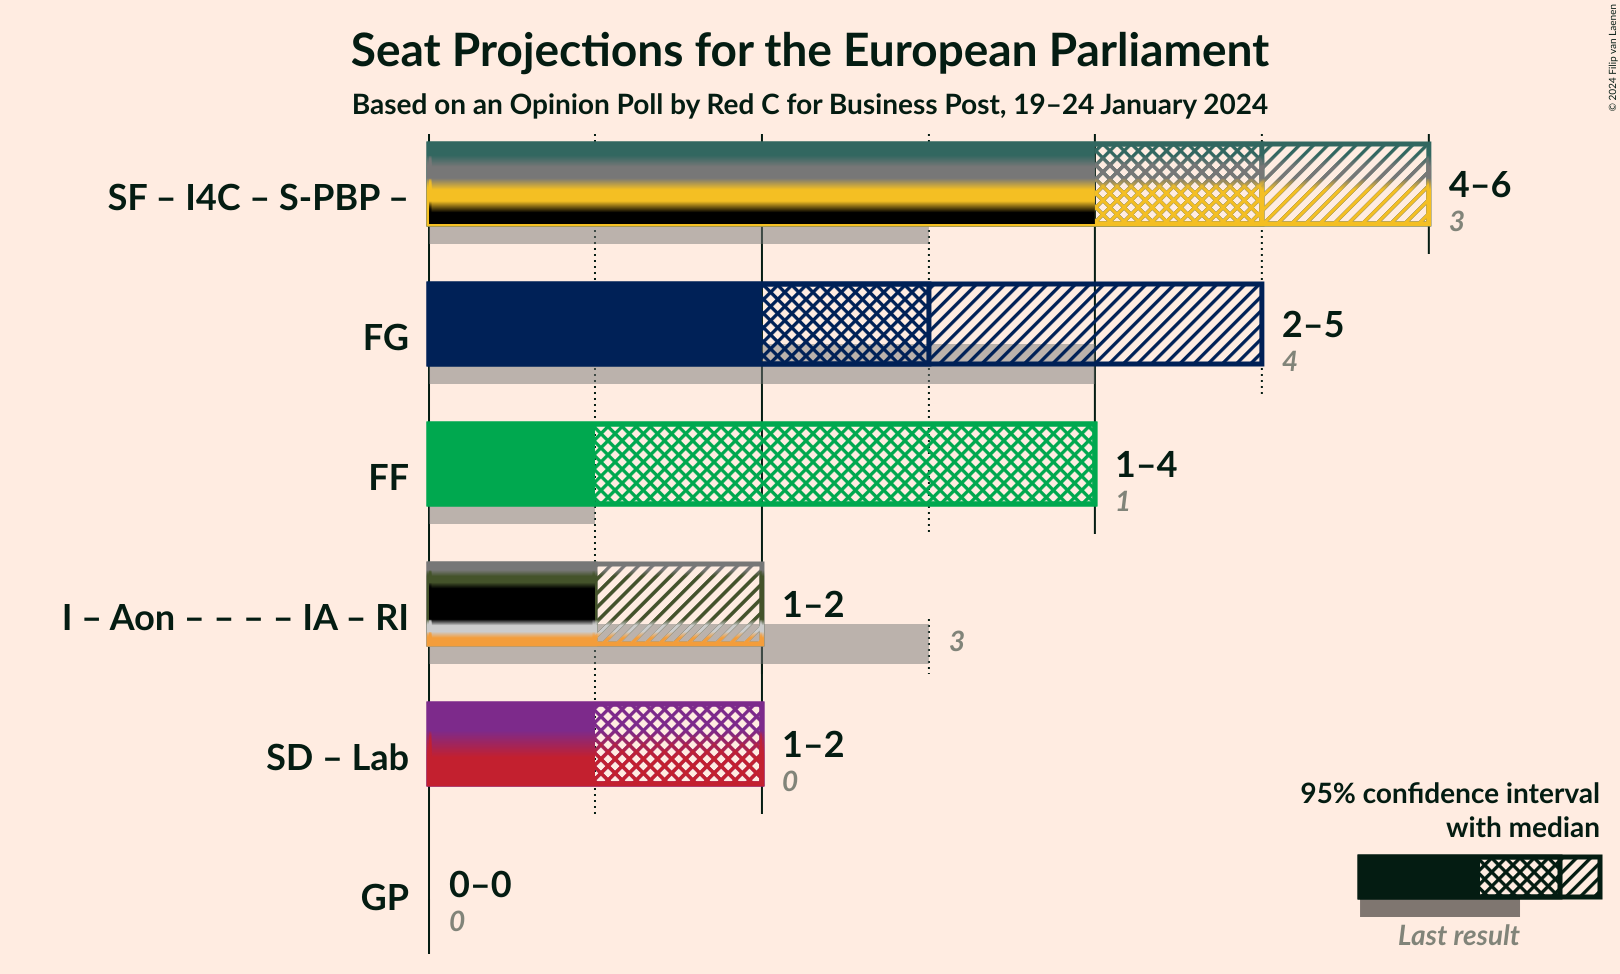 Seat Projections for the European Parliament
Based on an Opinion Poll by Red C for Business Post, 19–24 January 2024
© 2024 Filip van Laenen
SF – I4C – S-PBP –
4–6
3
FG
2–5
4
FF
1–4
1
I – Aon – – – – IA – RI
1–2
3
SD – Lab
1–2
0
GP
0–0
0
95% confidence interval
with median
Last result